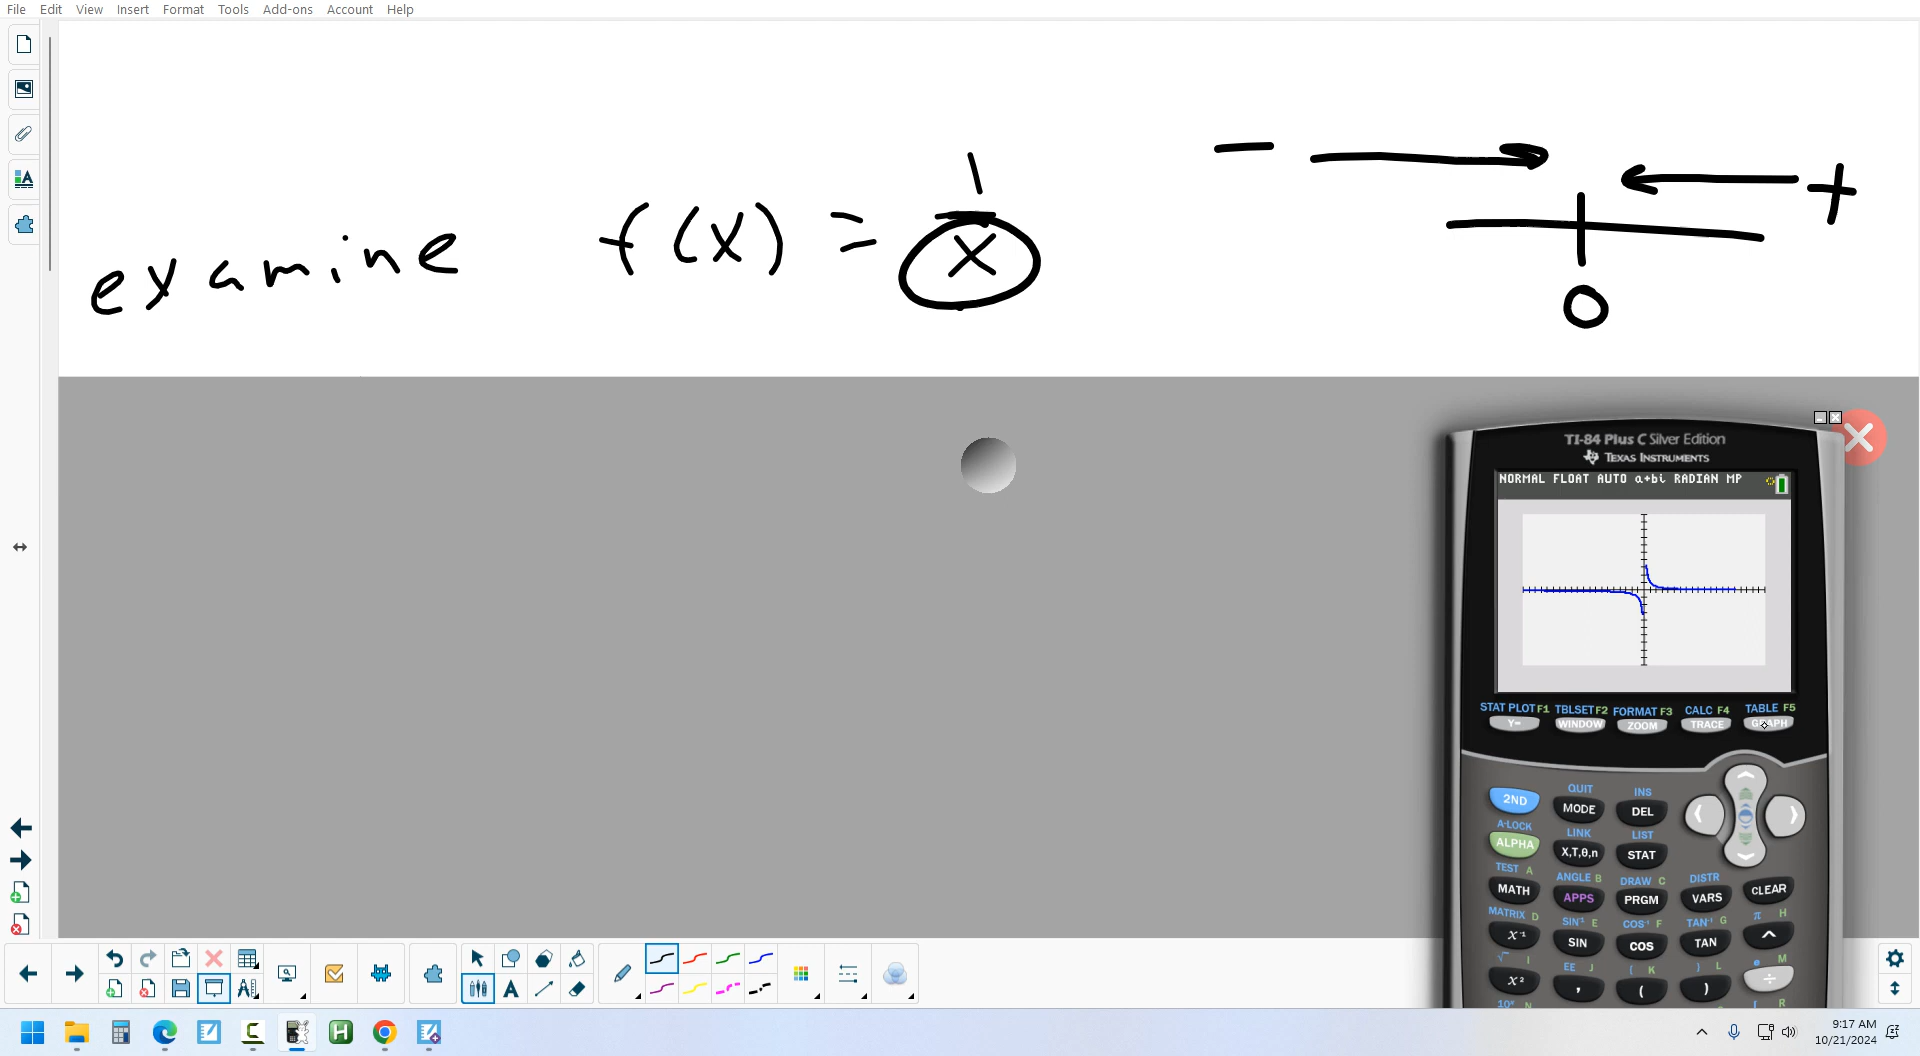 File Edit View Insert Format Tools Add-ons Account Help
examine f(x) = 1/x
− +
0
TI-84 Plus C Silver Edition
TEXAS INSTRUMENTS
NORMAL FLOAT AUTO a+bi RADIAN MP
STAT PLOT F1 TBLSET F2 FORMAT F3 CALC F4 TABLE F5
Y= WINDOW ZOOM TRACE GRAPH
QUIT INS
2ND MODE DEL
A-LOCK LINK LIST
ALPHA X,T,θ,n STAT
TEST A ANGLE B DRAW C DISTR
MATH APPS PRGM VARS CLEAR
MATRIX D SIN⁻¹ E COS⁻¹ F TAN⁻¹ G π H
x⁻¹ SIN COS TAN ^
√ I EE J { K } L e M
x² , ( ) ÷
10ˣ N [ R
9:17 AM
10/21/2024